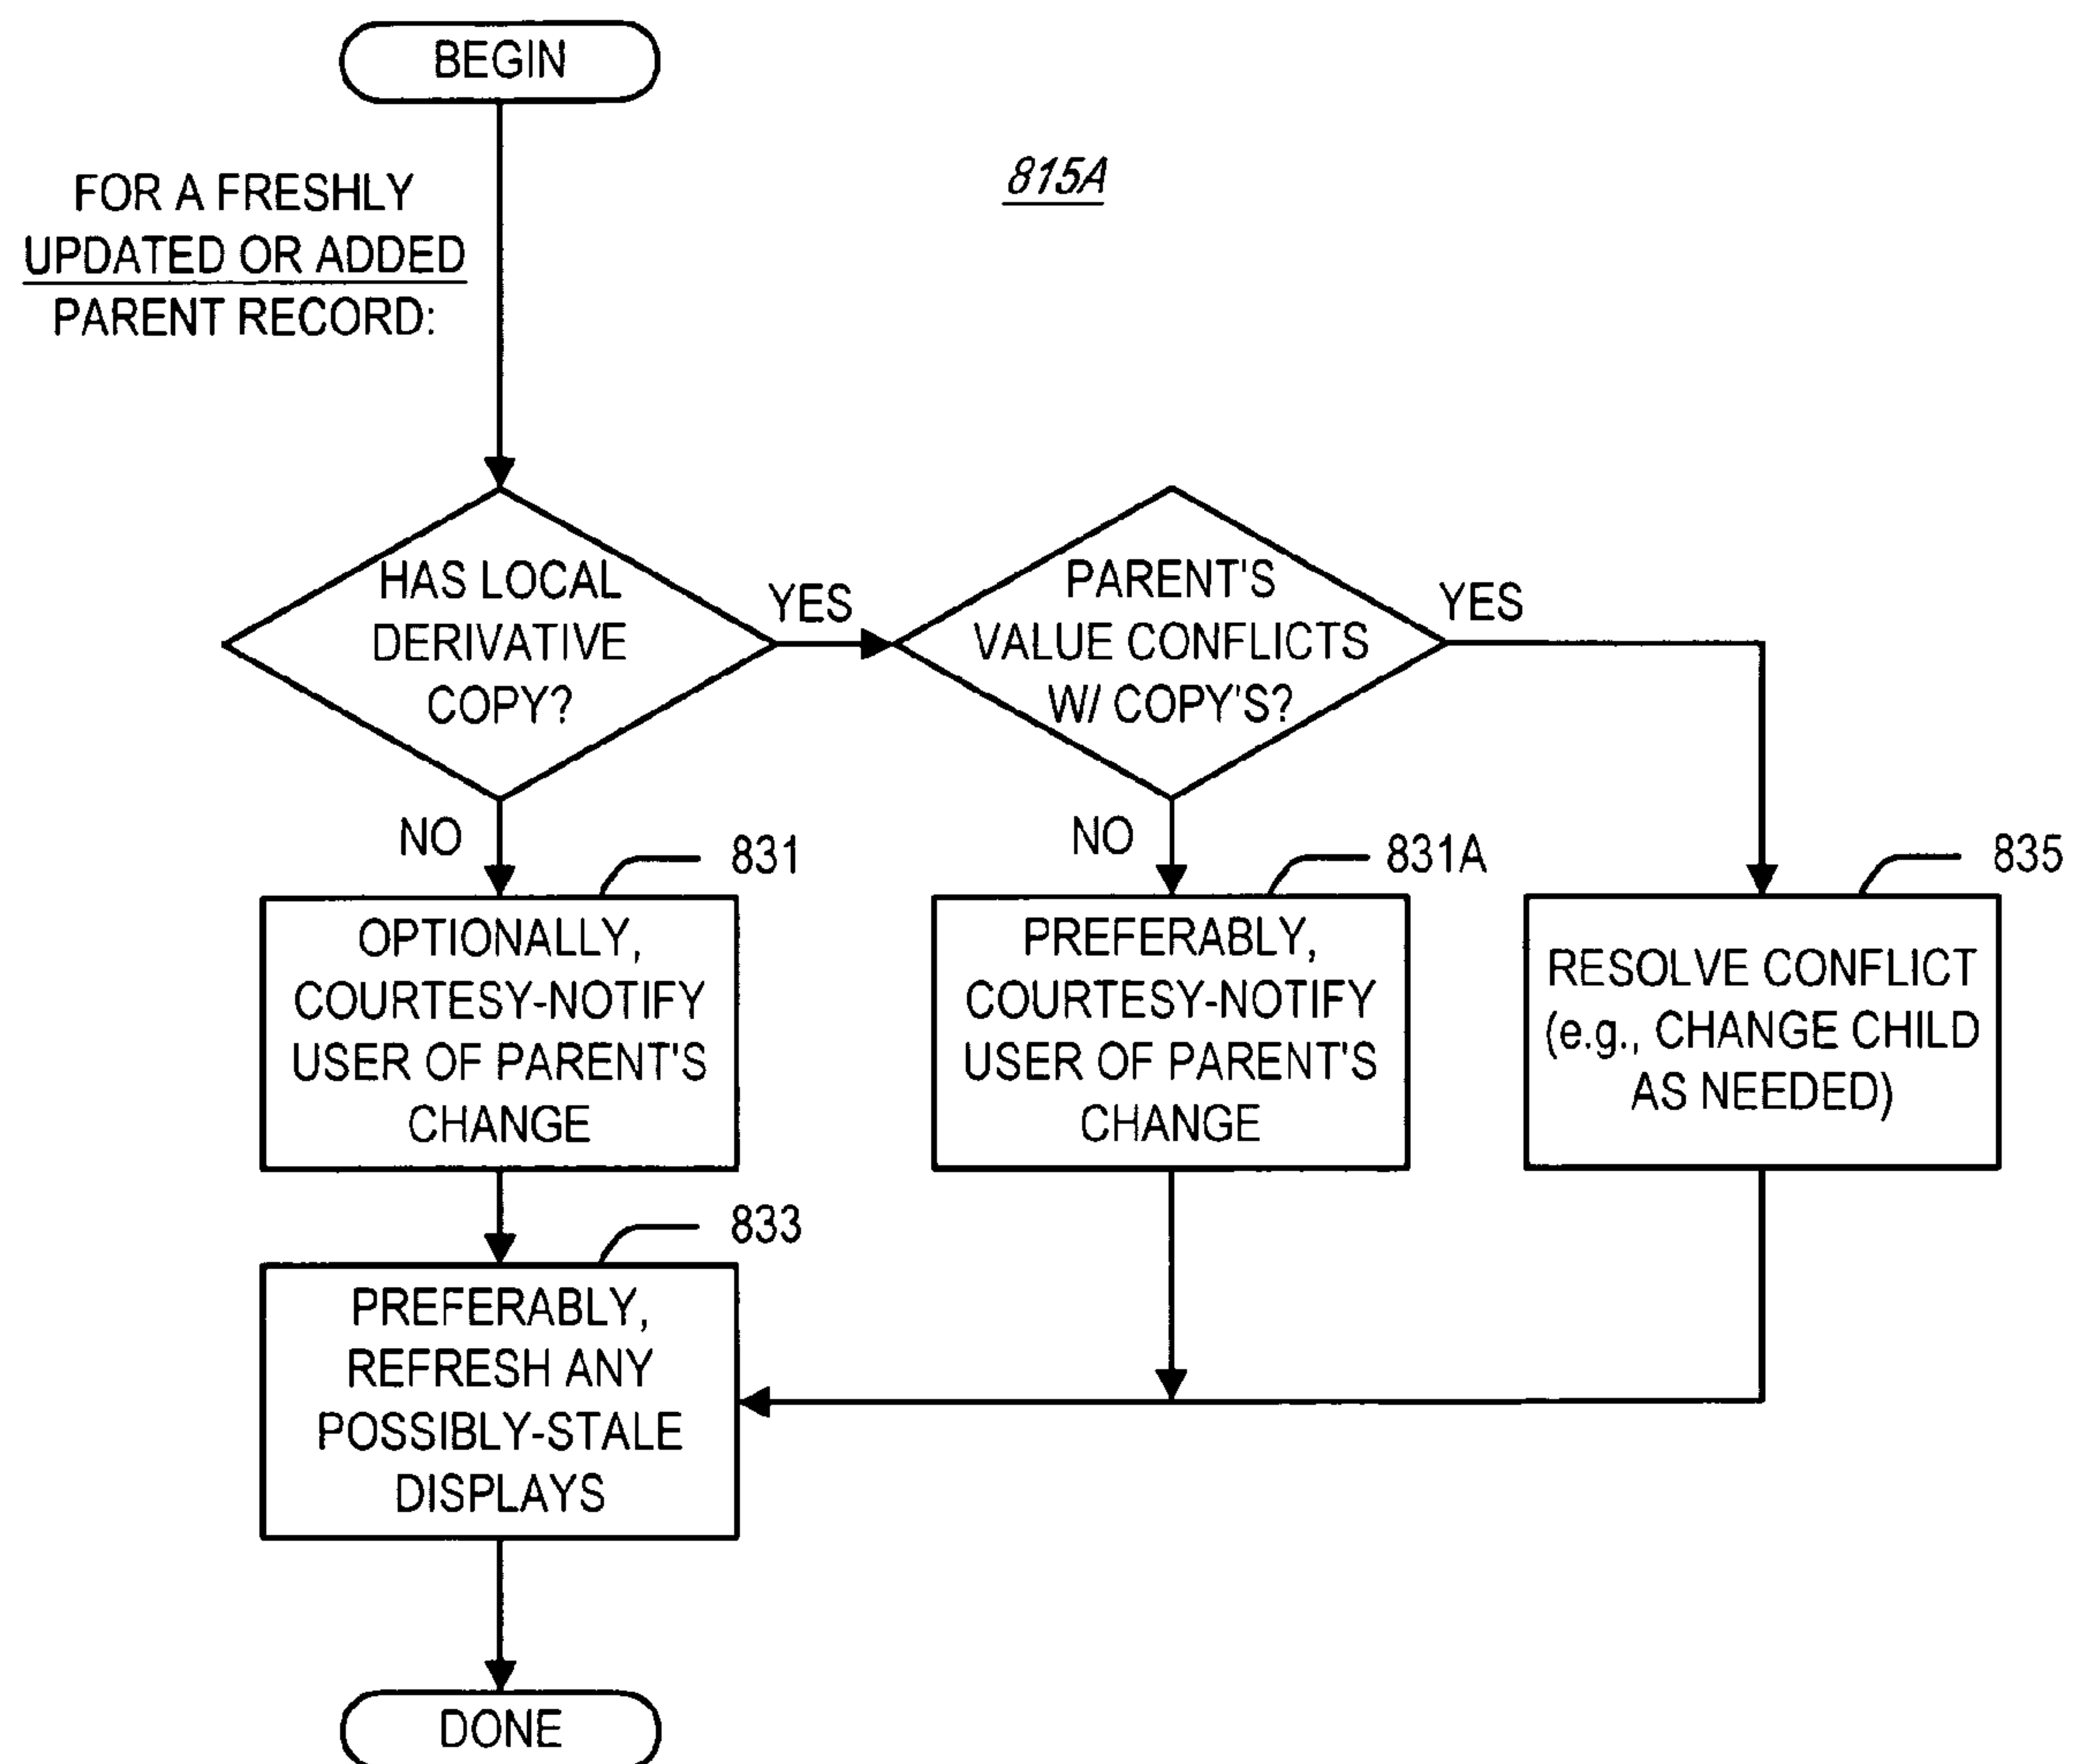 BEGIN
815A
FOR A FRESHLY
UPDATED OR ADDED
PARENT RECORD:
HAS LOCAL
DERIVATIVE
COPY?
YES
PARENT'S
VALUE CONFLICTS
W/ COPY'S?
YES
NO
831
NO
831A
835
OPTIONALLY,
COURTESY-NOTIFY
USER OF PARENT'S
CHANGE
PREFERABLY,
COURTESY-NOTIFY
USER OF PARENT'S
CHANGE
RESOLVE CONFLICT
(e.g., CHANGE CHILD
AS NEEDED)
833
PREFERABLY,
REFRESH ANY
POSSIBLY-STALE
DISPLAYS
DONE